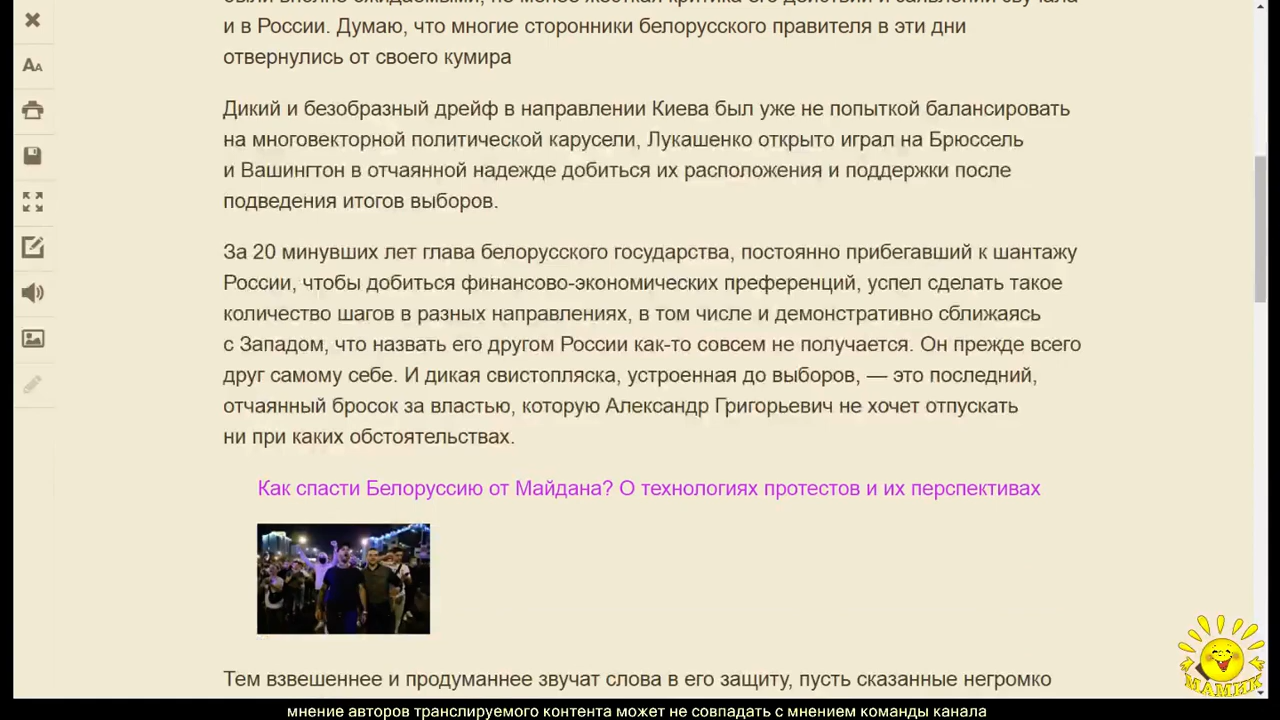 и в России. Думаю, что многие сторонники белорусского правителя в эти дни
отвернулись от своего кумира
Дикий и безобразный дрейф в направлении Киева был уже не попыткой балансировать
на многовекторной политической карусели, Лукашенко открыто играл на Брюссель
и Вашингтон в отчаянной надежде добиться их расположения и поддержки после
подведения итогов выборов.
За 20 минувших лет глава белорусского государства, постоянно прибегавший к шантажу
России, чтобы добиться финансово-экономических преференций, успел сделать такое
количество шагов в разных направлениях, в том числе и демонстративно сближаясь
с Западом, что назвать его другом России как-то совсем не получается. Он прежде всего
друг самому себе. И дикая свистопляска, устроенная до выборов, — это последний,
отчаянный бросок за властью, которую Александр Григорьевич не хочет отпускать
ни при каких обстоятельствах.
Как спасти Белоруссию от Майдана? О технологиях протестов и их перспективах
Тем взвешеннее и продуманнее звучат слова в его защиту, пусть сказанные негромко
МАМИК
мнение авторов транслируемого контента может не совпадать с мнением команды канала